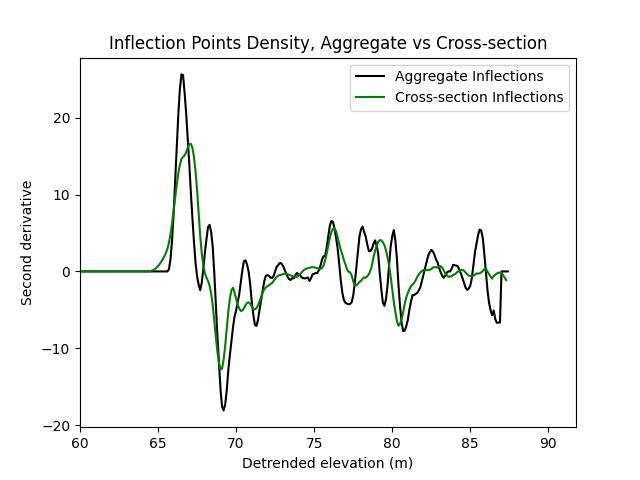 Inflection Points Density, Aggregate vs Cross-section
Aggregate Inflections
Cross-section Inflections
Second derivative
20
10
0
−10
−20
60 65 70 75 80 85 90
Detrended elevation (m)